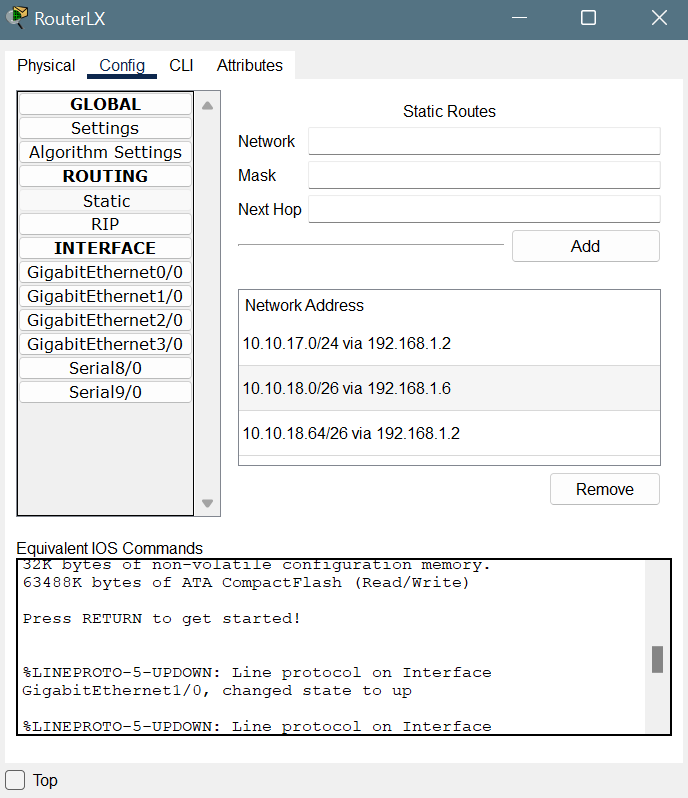 RouterLX
Physical Config CLI Attributes
GLOBAL
Settings
Algorithm Settings
ROUTING
Static
RIP
INTERFACE
GigabitEthernet0/0
GigabitEthernet1/0
GigabitEthernet2/0
GigabitEthernet3/0
Serial8/0
Serial9/0
Static Routes
Network
Mask
Next Hop
Add
Network Address
10.10.17.0/24 via 192.168.1.2
10.10.18.0/26 via 192.168.1.6
10.10.18.64/26 via 192.168.1.2
Remove
Equivalent IOS Commands
32K bytes of non-volatile configuration memory.
63488K bytes of ATA CompactFlash (Read/Write)
Press RETURN to get started!
%LINEPROTO-5-UPDOWN: Line protocol on Interface
GigabitEthernet1/0, changed state to up
%LINEPROTO-5-UPDOWN: Line protocol on Interface
Top